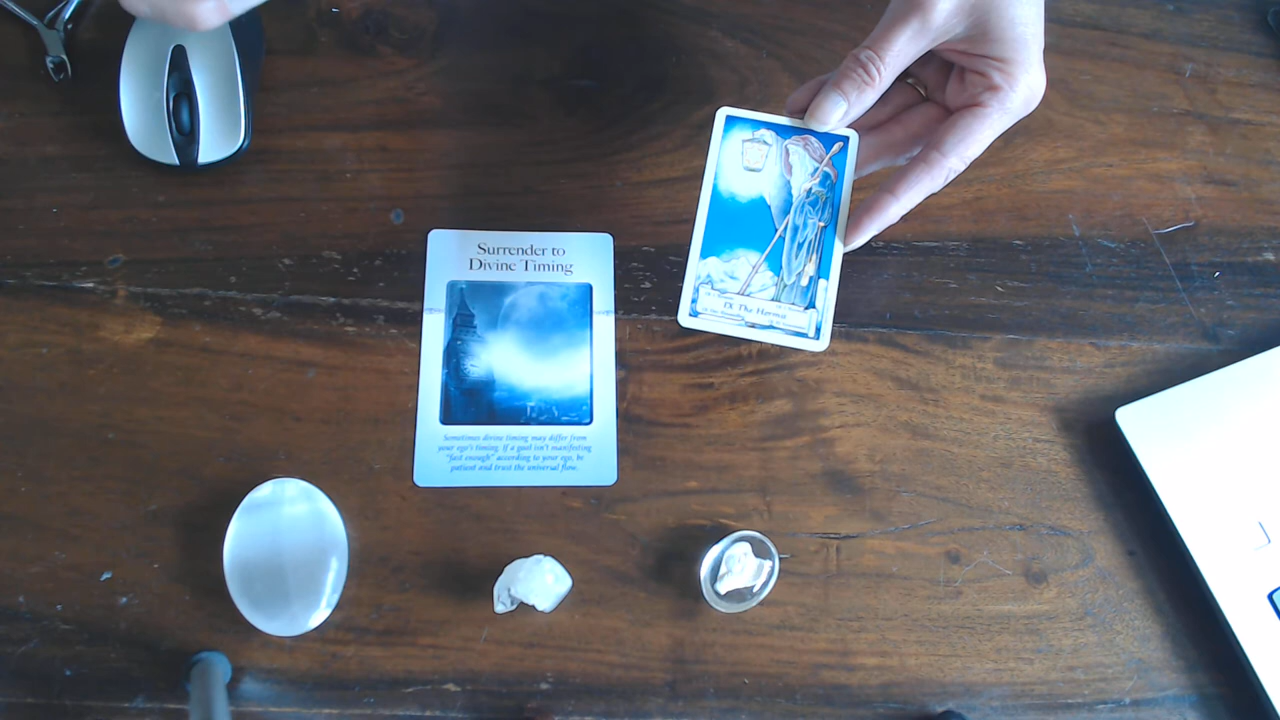 Surrender to
Divine Timing
Sometimes divine timing may differ from
your ego's timing. If a goal isn't manifesting
"fast enough" according to your ego, be
patient and trust the universal flow.
IX The Hermit